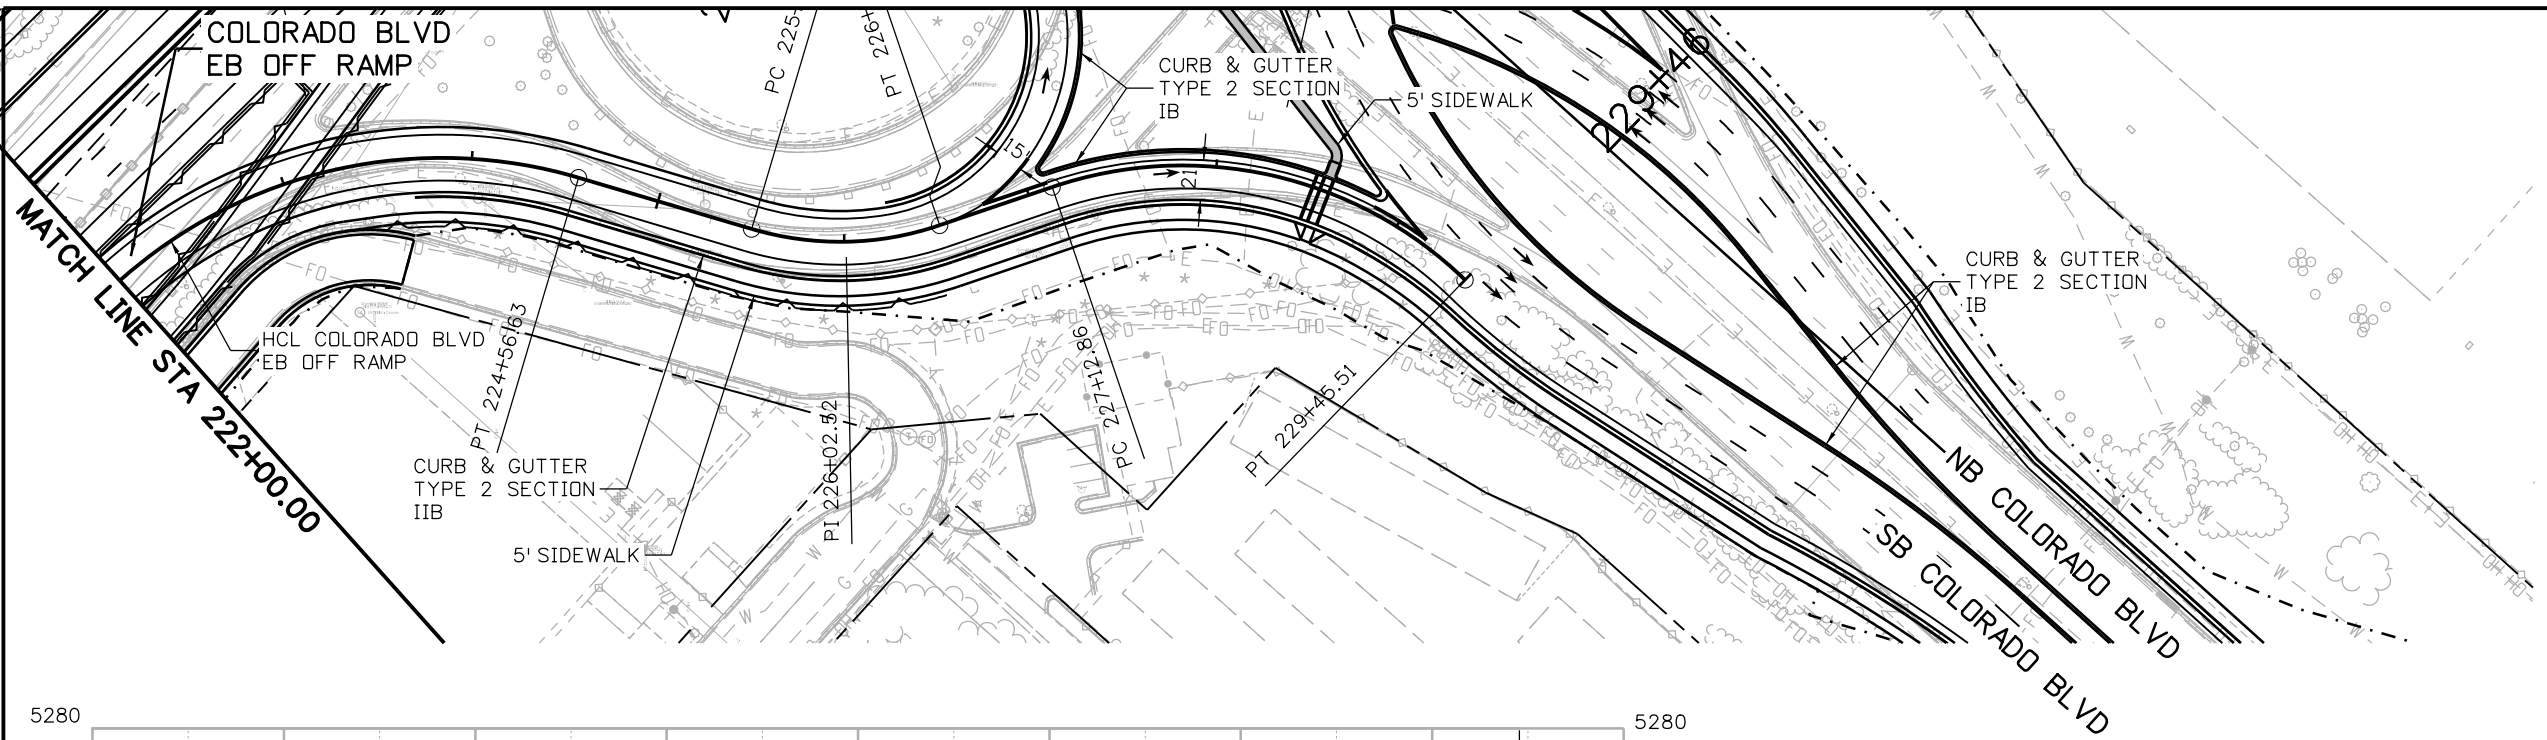 COLORADO BLVD
EB OFF RAMP
PC 225+
PT 226+
CURB & GUTTER
TYPE 2 SECTION
IB
5' SIDEWALK
229+46
15'
21'
MATCH LINE STA 222+00.00
HCL COLORADO BLVD
EB OFF RAMP
PT 224+56.63
PI 226+02.52
PC 227+12.86
PT 229+45.51
CURB & GUTTER
TYPE 2 SECTION
IB
CURB & GUTTER
TYPE 2 SECTION
IIB
5' SIDEWALK
NB COLORADO BLVD
SB COLORADO BLVD
5280
5280